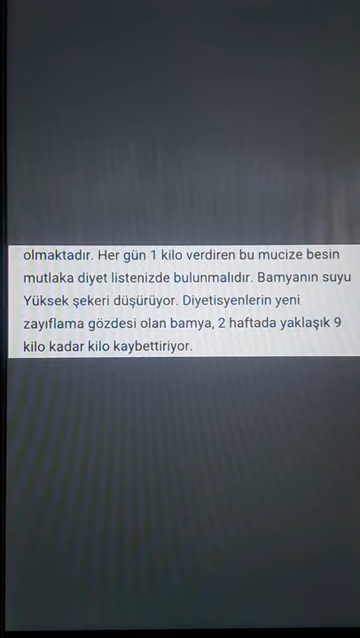 olmaktadır. Her gün 1 kilo verdiren bu mucize besin
mutlaka diyet listenizde bulunmalıdır. Bamyanın suyu
Yüksek şekeri düşürüyor. Diyetisyenlerin yeni
zayıflama gözdesi olan bamya, 2 haftada yaklaşık 9
kilo kadar kilo kaybettiriyor.